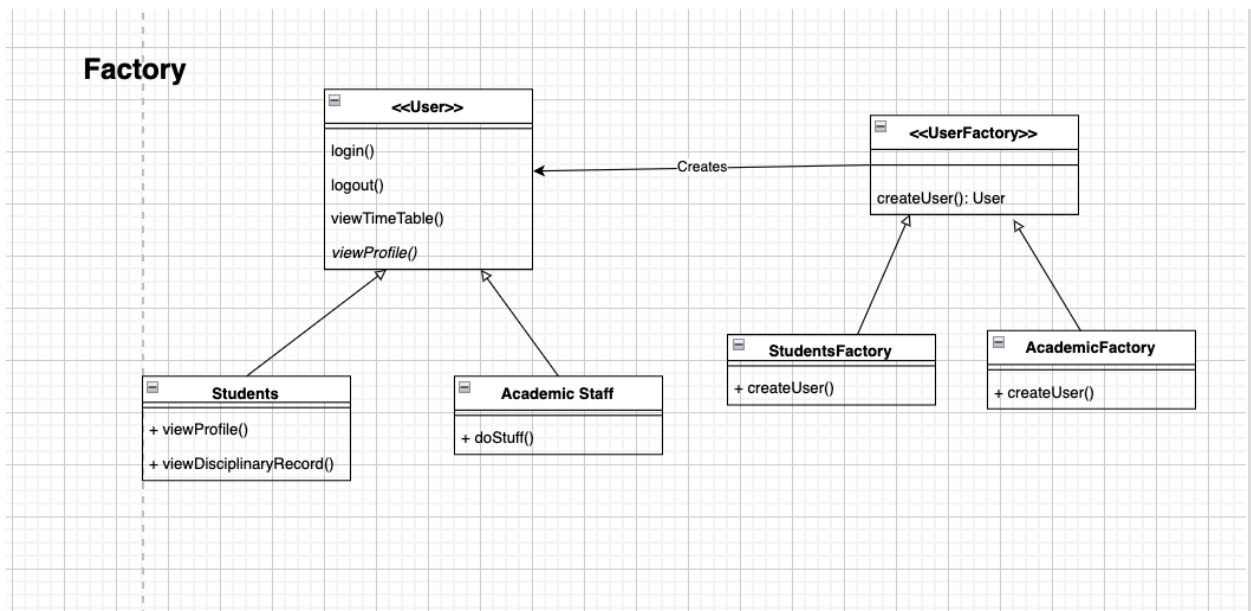 Factory
<<User>>
login()
logout()
viewTimeTable()
viewProfile()
Creates
<<UserFactory>>
createUser(): User
Students
+ viewProfile()
+ viewDisciplinaryRecord()
Academic Staff
+ doStuff()
StudentsFactory
+ createUser()
AcademicFactory
+ createUser()